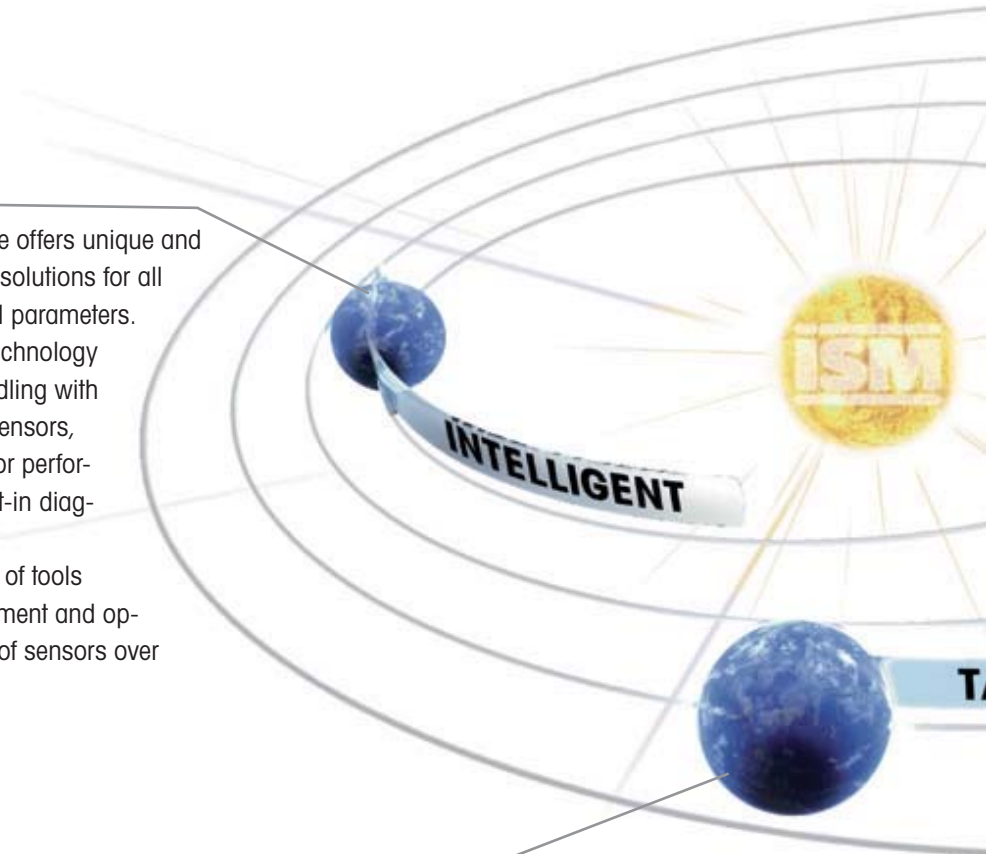 e offers unique and
solutions for all
l parameters.
chnology
dling with
ensors,
or perfor-
t-in diag-
of tools
ment and op-
of sensors over
ISM
INTELLIGENT
TA